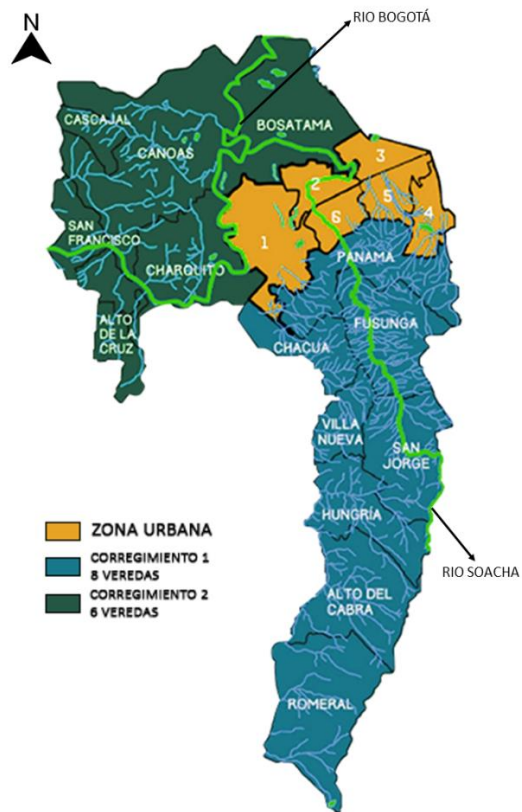 RIO BOGOTÁ
N
CASCAJAL
BOSATAMA
CANOAS
3
2
5
SAN
FRANCISCO
1
6
4
CHARQUITO
PANAMA
ALTO
DE LA
CRUZ
FUSUNGA
CHACUA
VILLA
NUEVA
SAN
JORGE
HUNGRÍA
ZONA URBANA
CORREGIMIENTO 1
8 VEREDAS
RIO SOACHA
CORREGIMIENTO 2
6 VEREDAS
ALTO DEL
CABRA
ROMERAL